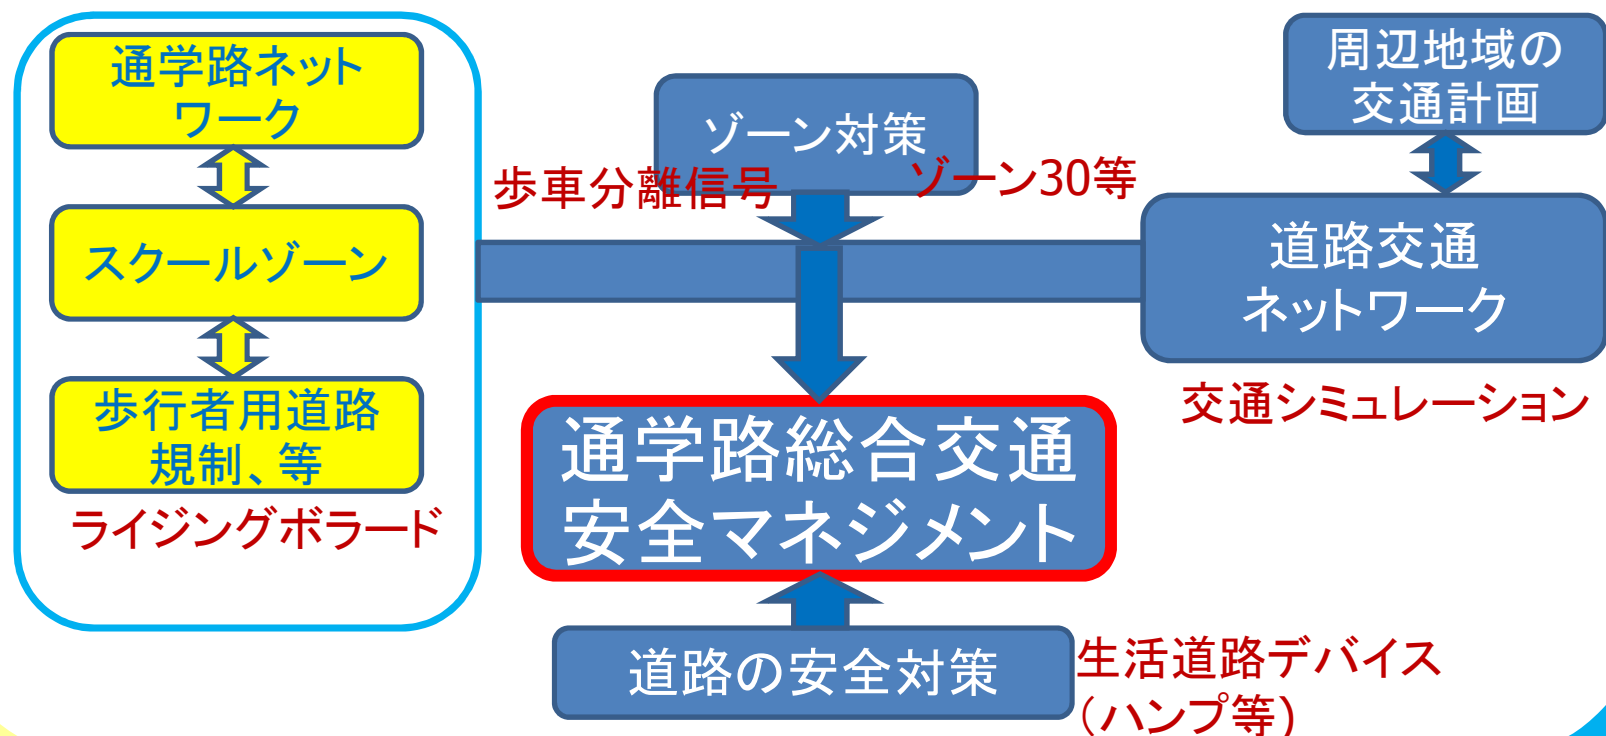 通学路ネット
ワーク
スクールゾーン
歩行者用道路
規制、等
ライジングボラード
ゾーン対策
歩車分離信号
ゾーン30等
周辺地域の
交通計画
道路交通
ネットワーク
交通シミュレーション
通学路総合交通
安全マネジメント
道路の安全対策
生活道路デバイス
（ハンプ等)